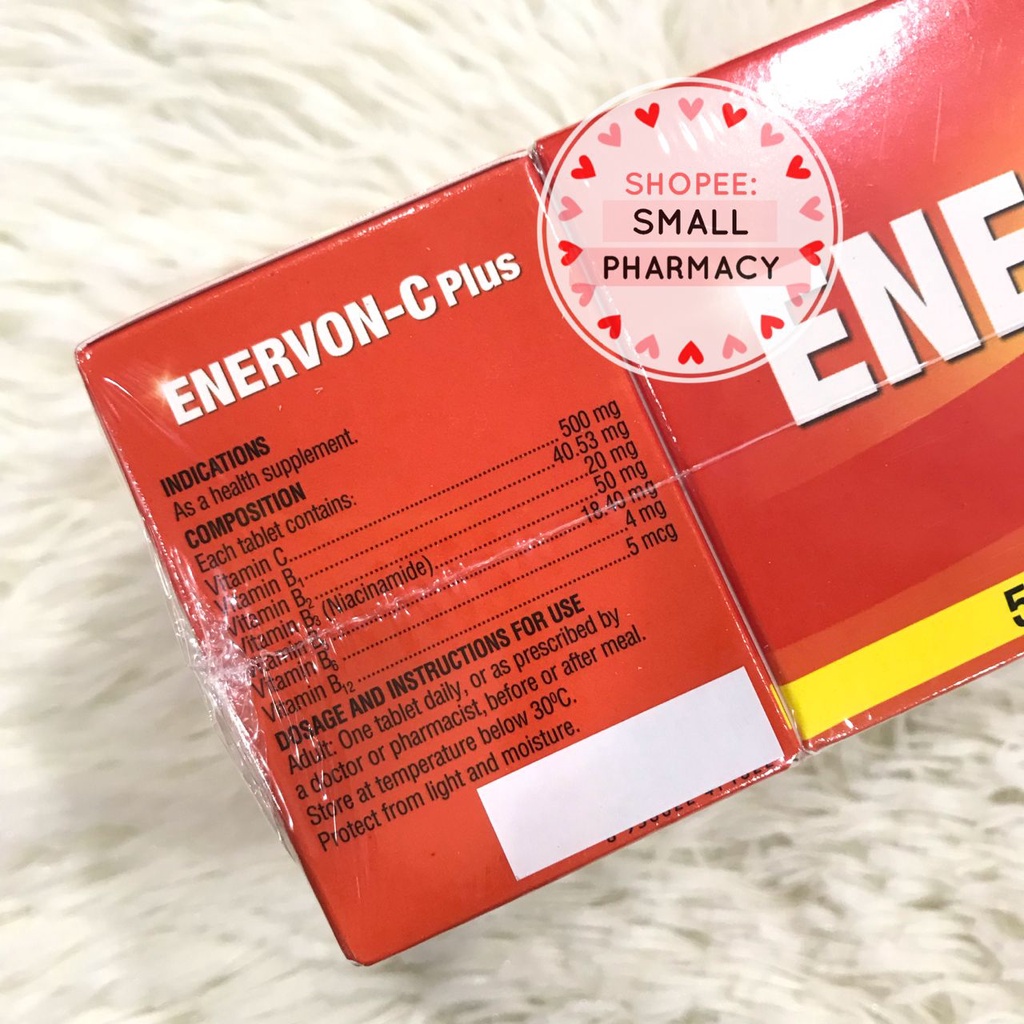 SHOPEE:
SMALL
PHARMACY
ENERVON-C Plus
INDICATIONS
As a health supplement.
COMPOSITION
Each tablet contains:
Vitamin C 500 mg
Vitamin B₁ 40.53 mg
Vitamin B₂ 20 mg
Vitamin B₃ (Niacinamide) 50 mg
Vitamin 18.40 mg
Vitamin B₆ 4 mg
Vitamin B₁₂ 5 mcg
DOSAGE AND INSTRUCTIONS FOR USE
Adult: One tablet daily, or as prescribed by
a doctor or pharmacist, before or after meal.
Store at temperature below 30ºC.
Protect from light and moisture.
ENE
5